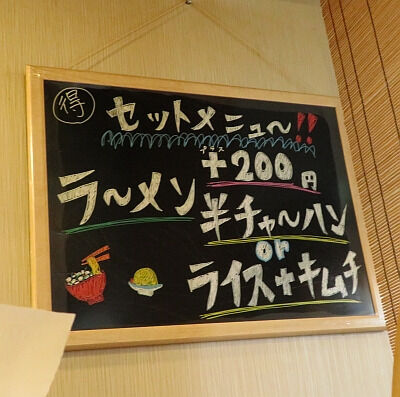 得 セットメニュ〜!!
プラス
+200円
ラ〜メン 半チャ〜ハン
or
ライス+キムチ